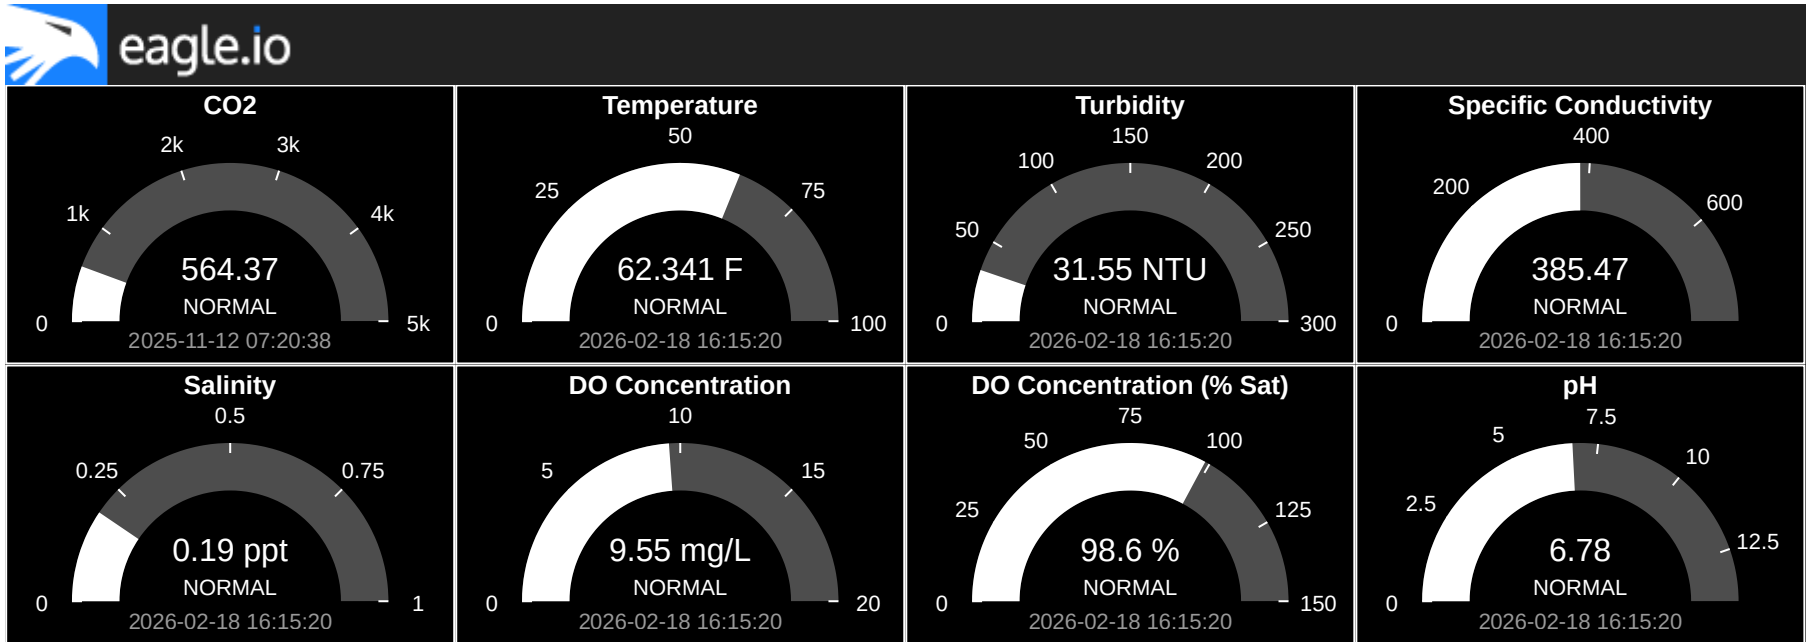 eagle.io
CO2
0
1k
2k
3k
4k
5k
564.37
NORMAL
2025-11-12 07:20:38
Temperature
0
25
50
75
100
62.341 F
NORMAL
2026-02-18 16:15:20
Turbidity
0
50
100
150
200
250
300
31.55 NTU
NORMAL
2026-02-18 16:15:20
Specific Conductivity
0
200
400
600
385.47
NORMAL
2026-02-18 16:15:20
Salinity
0
0.25
0.5
0.75
1
0.19 ppt
NORMAL
2026-02-18 16:15:20
DO Concentration
0
5
10
15
20
9.55 mg/L
NORMAL
2026-02-18 16:15:20
DO Concentration (% Sat)
0
25
50
75
100
125
150
98.6 %
NORMAL
2026-02-18 16:15:20
pH
0
2.5
5
7.5
10
12.5
6.78
NORMAL
2026-02-18 16:15:20